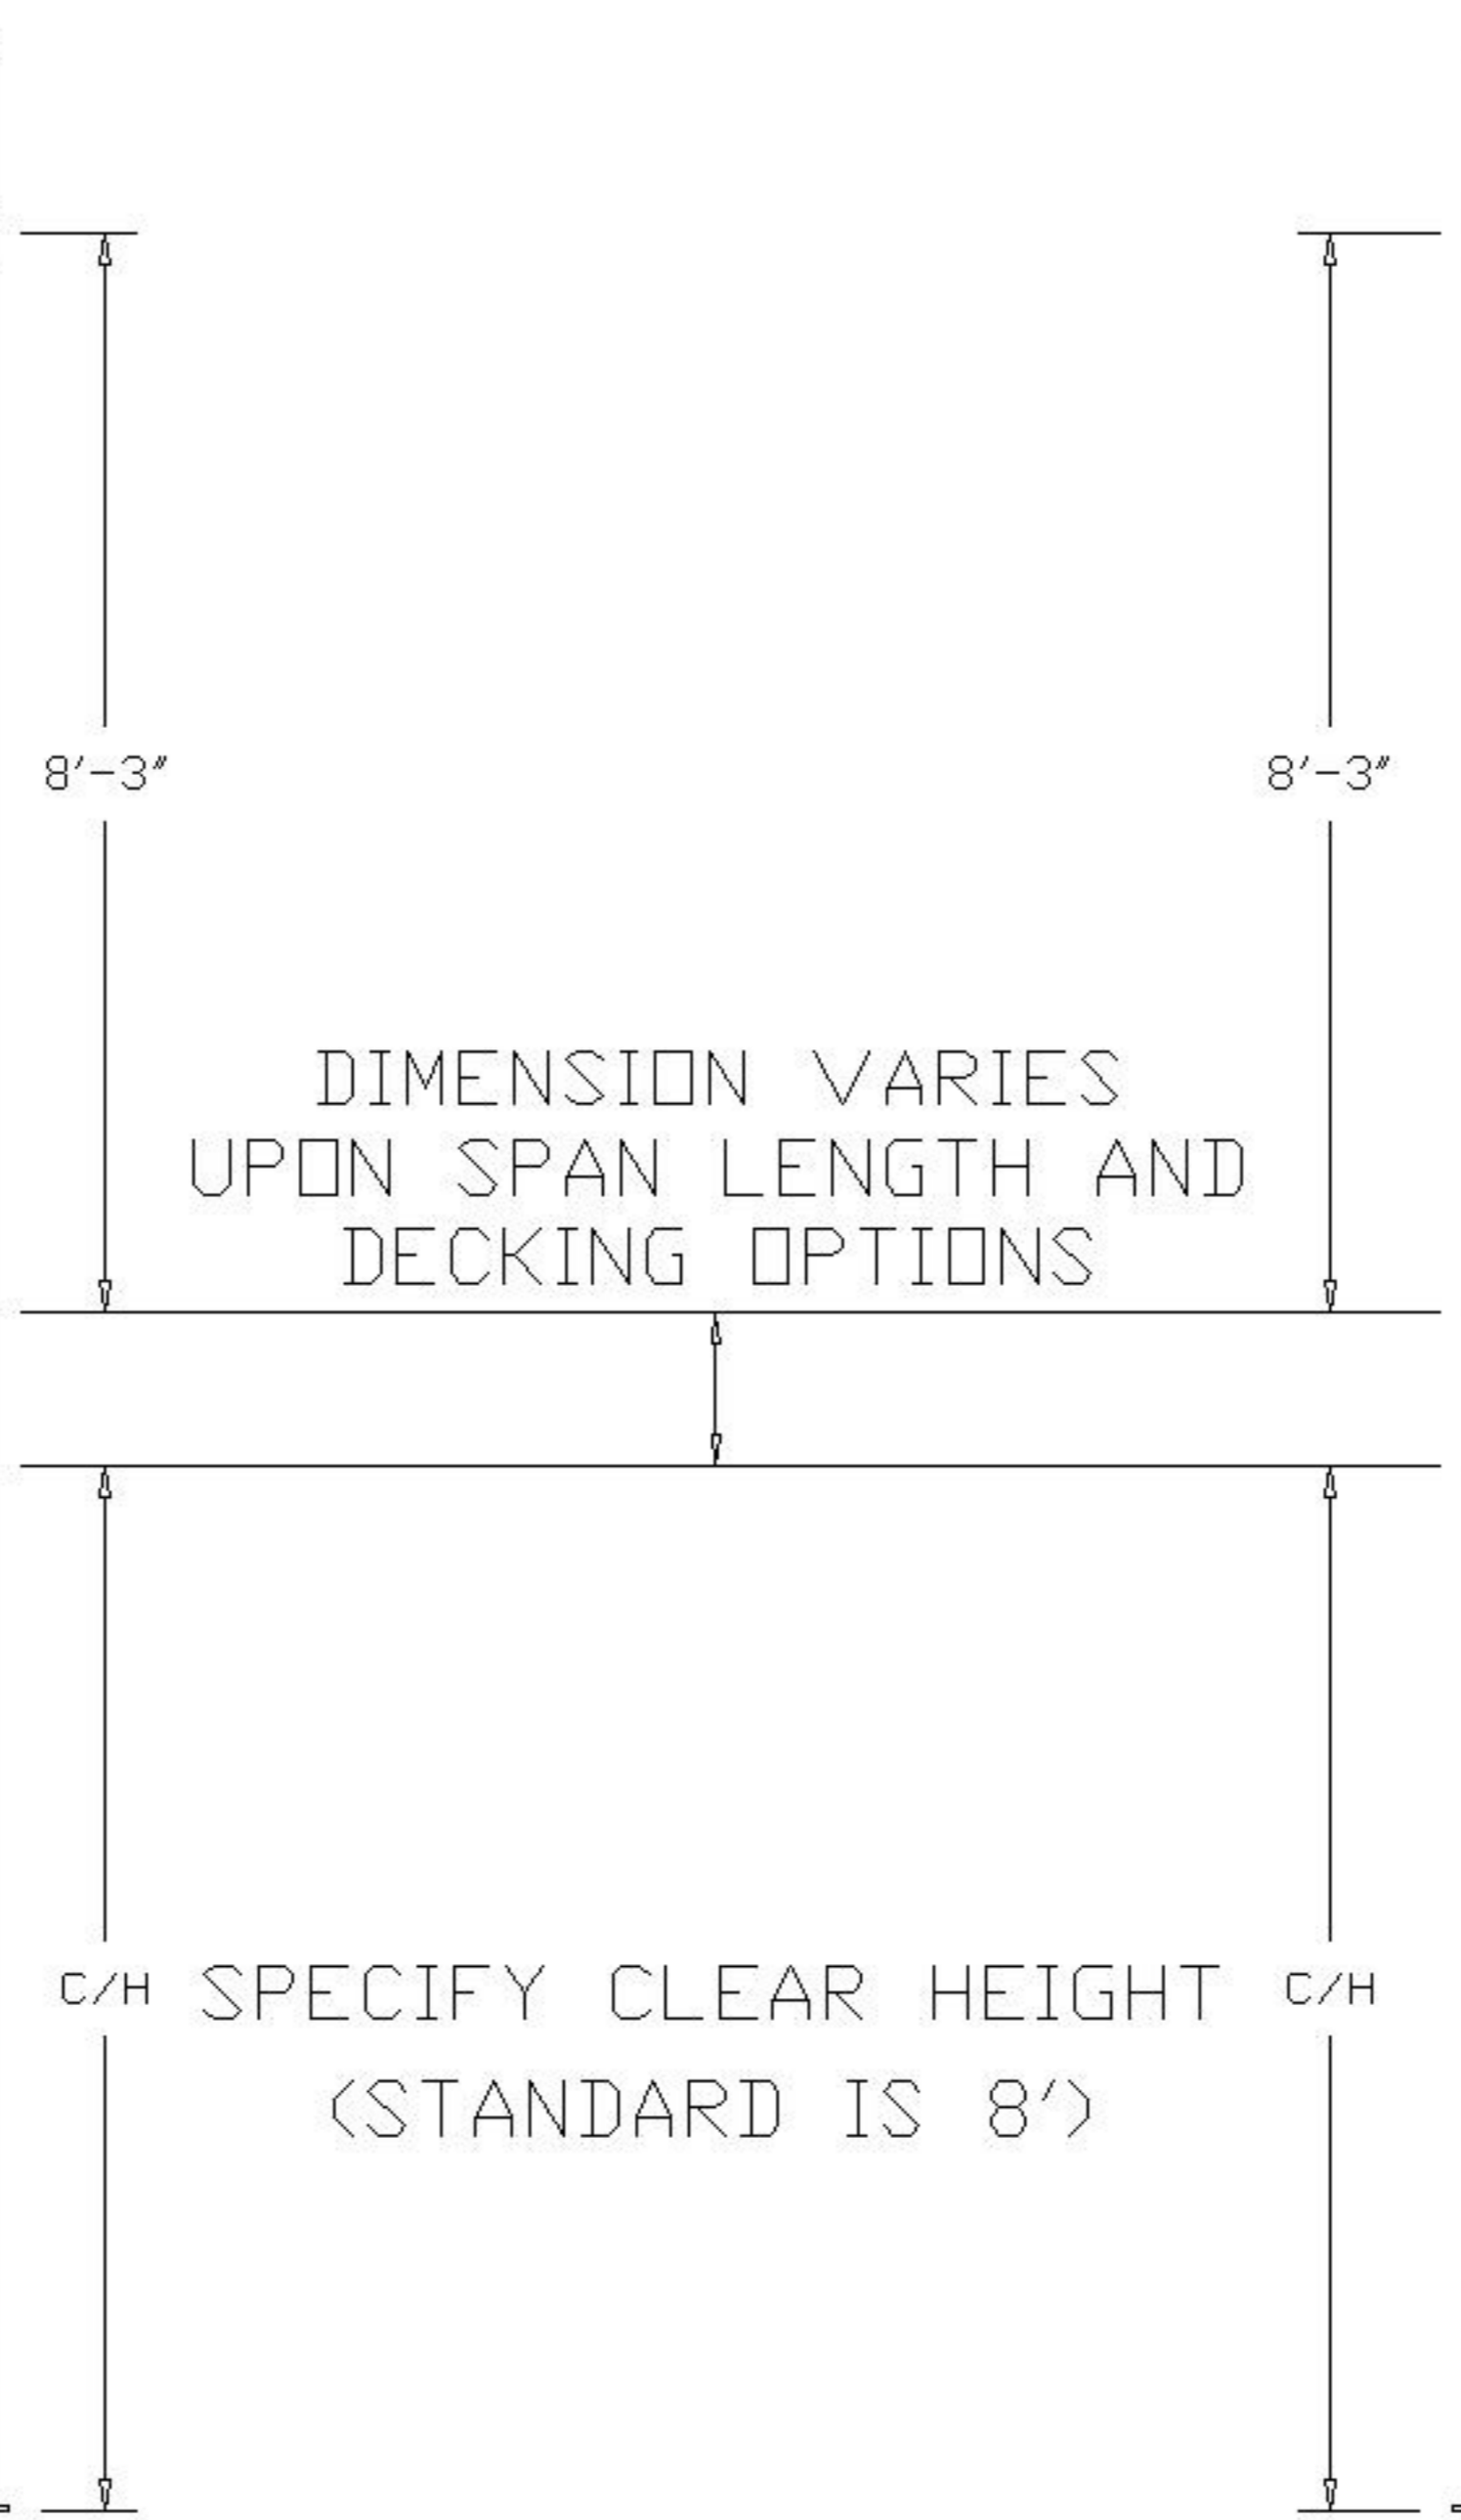 8'-3" 8'-3"
DIMENSION VARIES
UPON SPAN LENGTH AND
DECKING OPTIONS
C/H SPECIFY CLEAR HEIGHT C/H
(STANDARD IS 8')